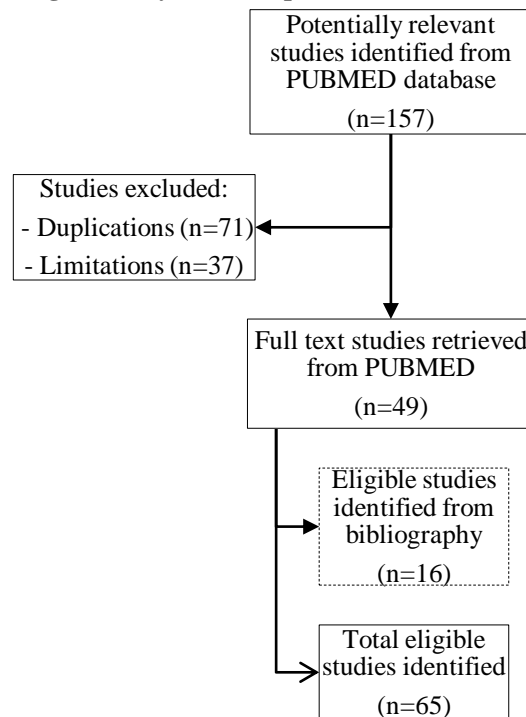 Potentially relevant
studies identified from
PUBMED database
(n=157)
Studies excluded:
- Duplications (n=71)
- Limitations (n=37)
Full text studies retrieved
from PUBMED
(n=49)
Eligible studies
identified from
bibliography
(n=16)
Total eligible
studies identified
(n=65)